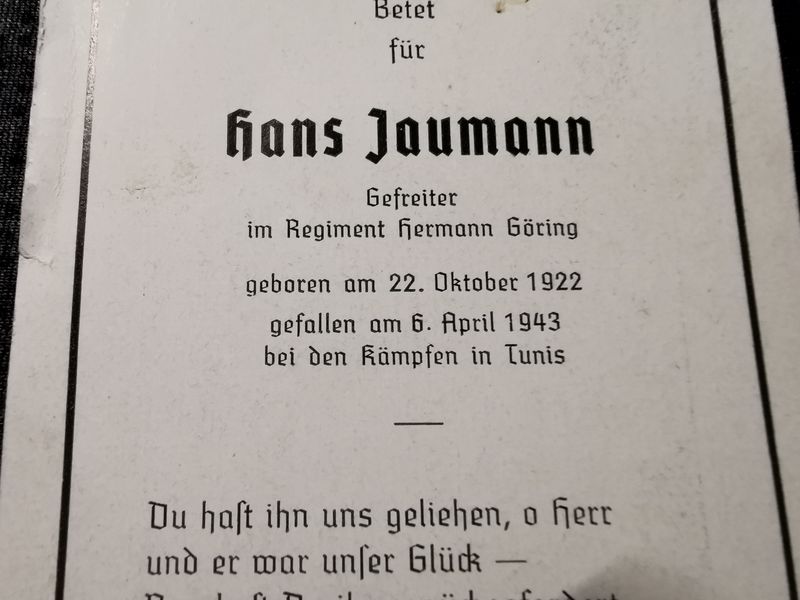 Betet
für
Hans Jaumann
Gefreiter
im Regiment Hermann Göring
geboren am 22. Oktober 1922
gefallen am 6. April 1943
bei den Kämpfen in Tunis
Du haſt ihn uns geliehen, o Herr
und er war unſer Glück —